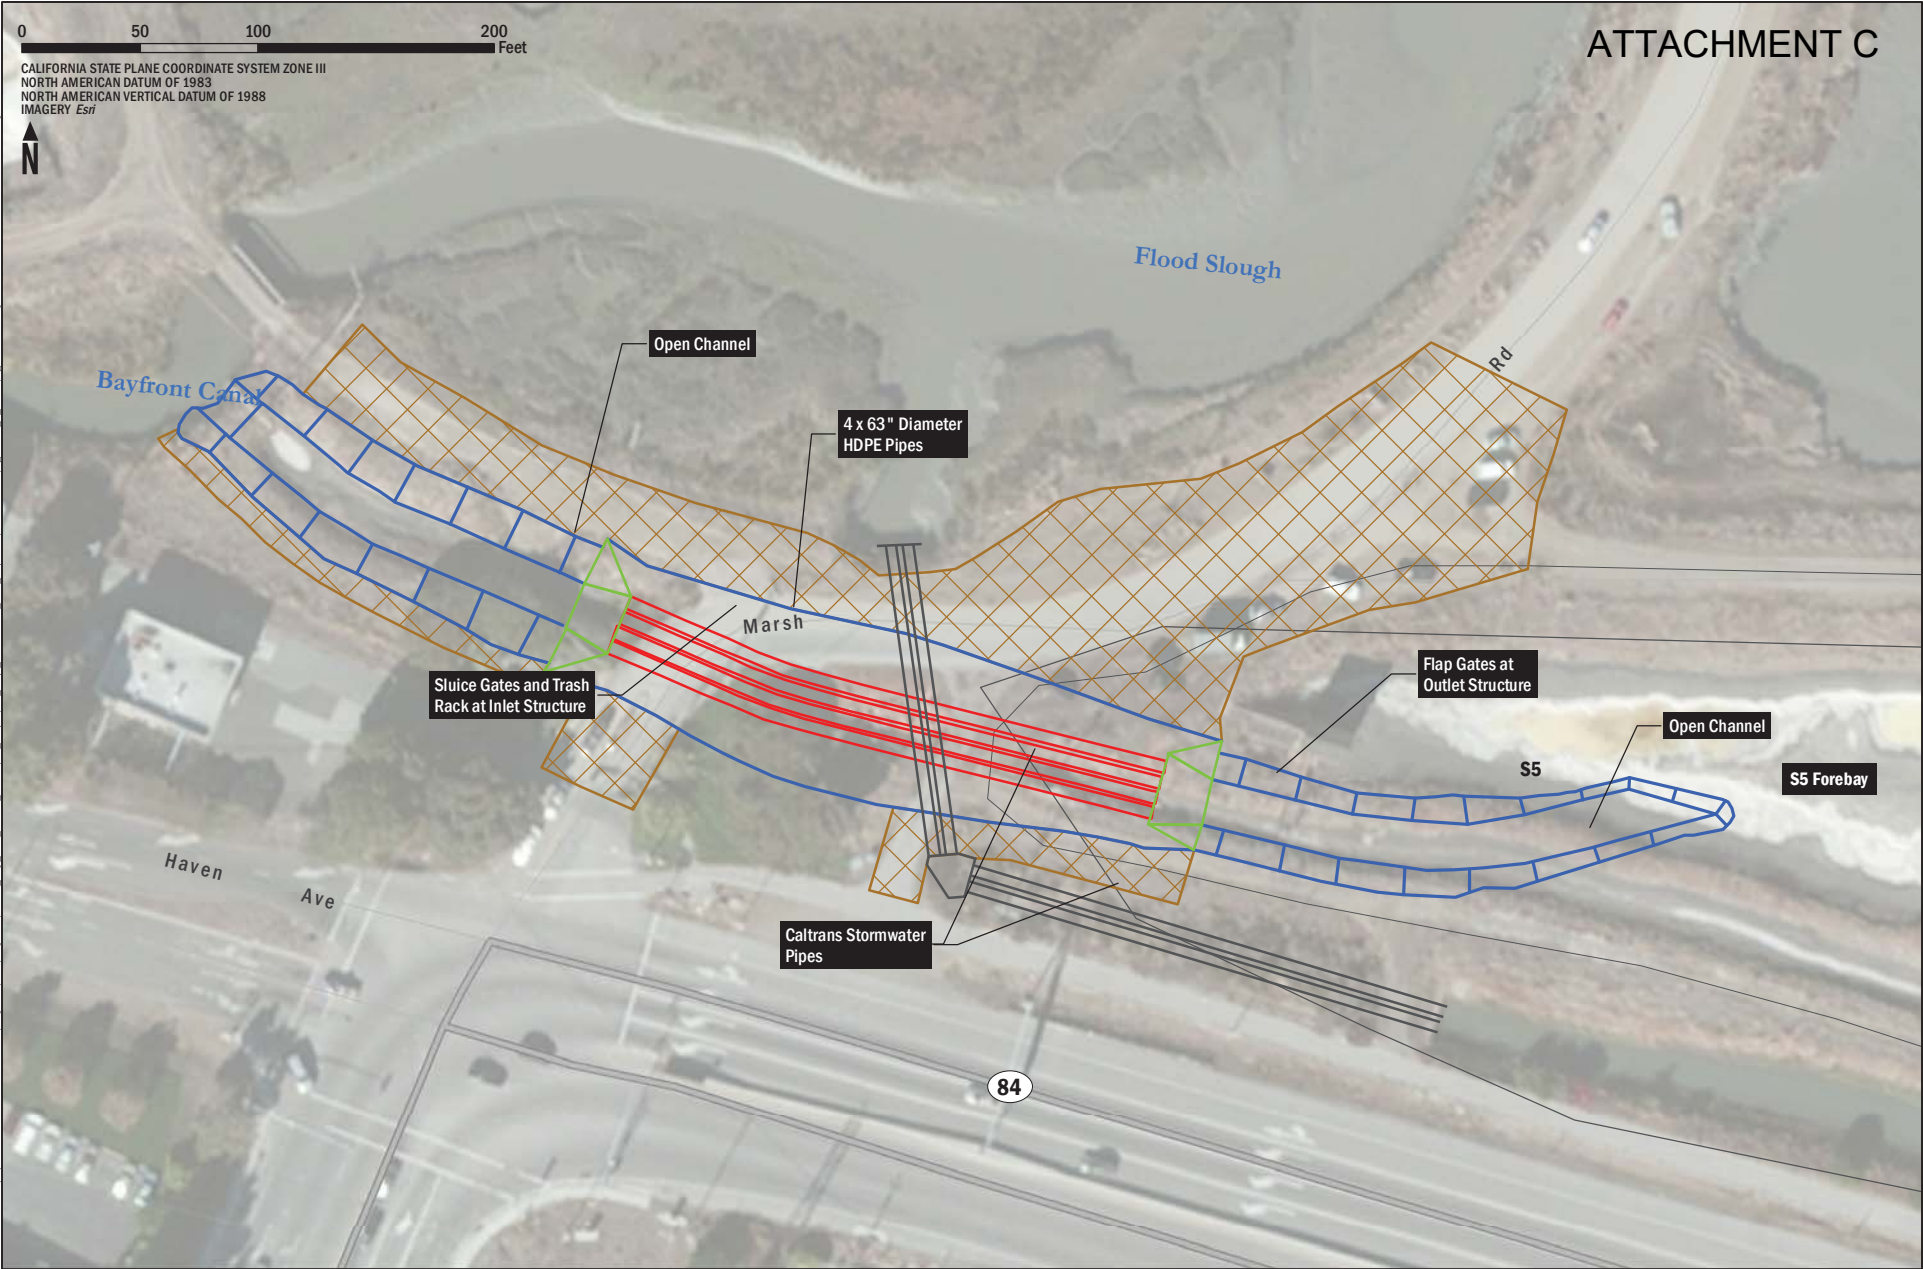 0 50 100 200
Feet
ATTACHMENT C
CALIFORNIA STATE PLANE COORDINATE SYSTEM ZONE III
NORTH AMERICAN DATUM OF 1983
NORTH AMERICAN VERTICAL DATUM OF 1988
IMAGERY Esri
N
Flood Slough
Open Channel
Rd
Bayfront Canal
4 x 63" Diameter
HDPE Pipes
Marsh
Sluice Gates and Trash
Rack at Inlet Structure
Flap Gates at
Outlet Structure
Open Channel
S5
S5 Forebay
Haven
Ave
Caltrans Stormwater
Pipes
84